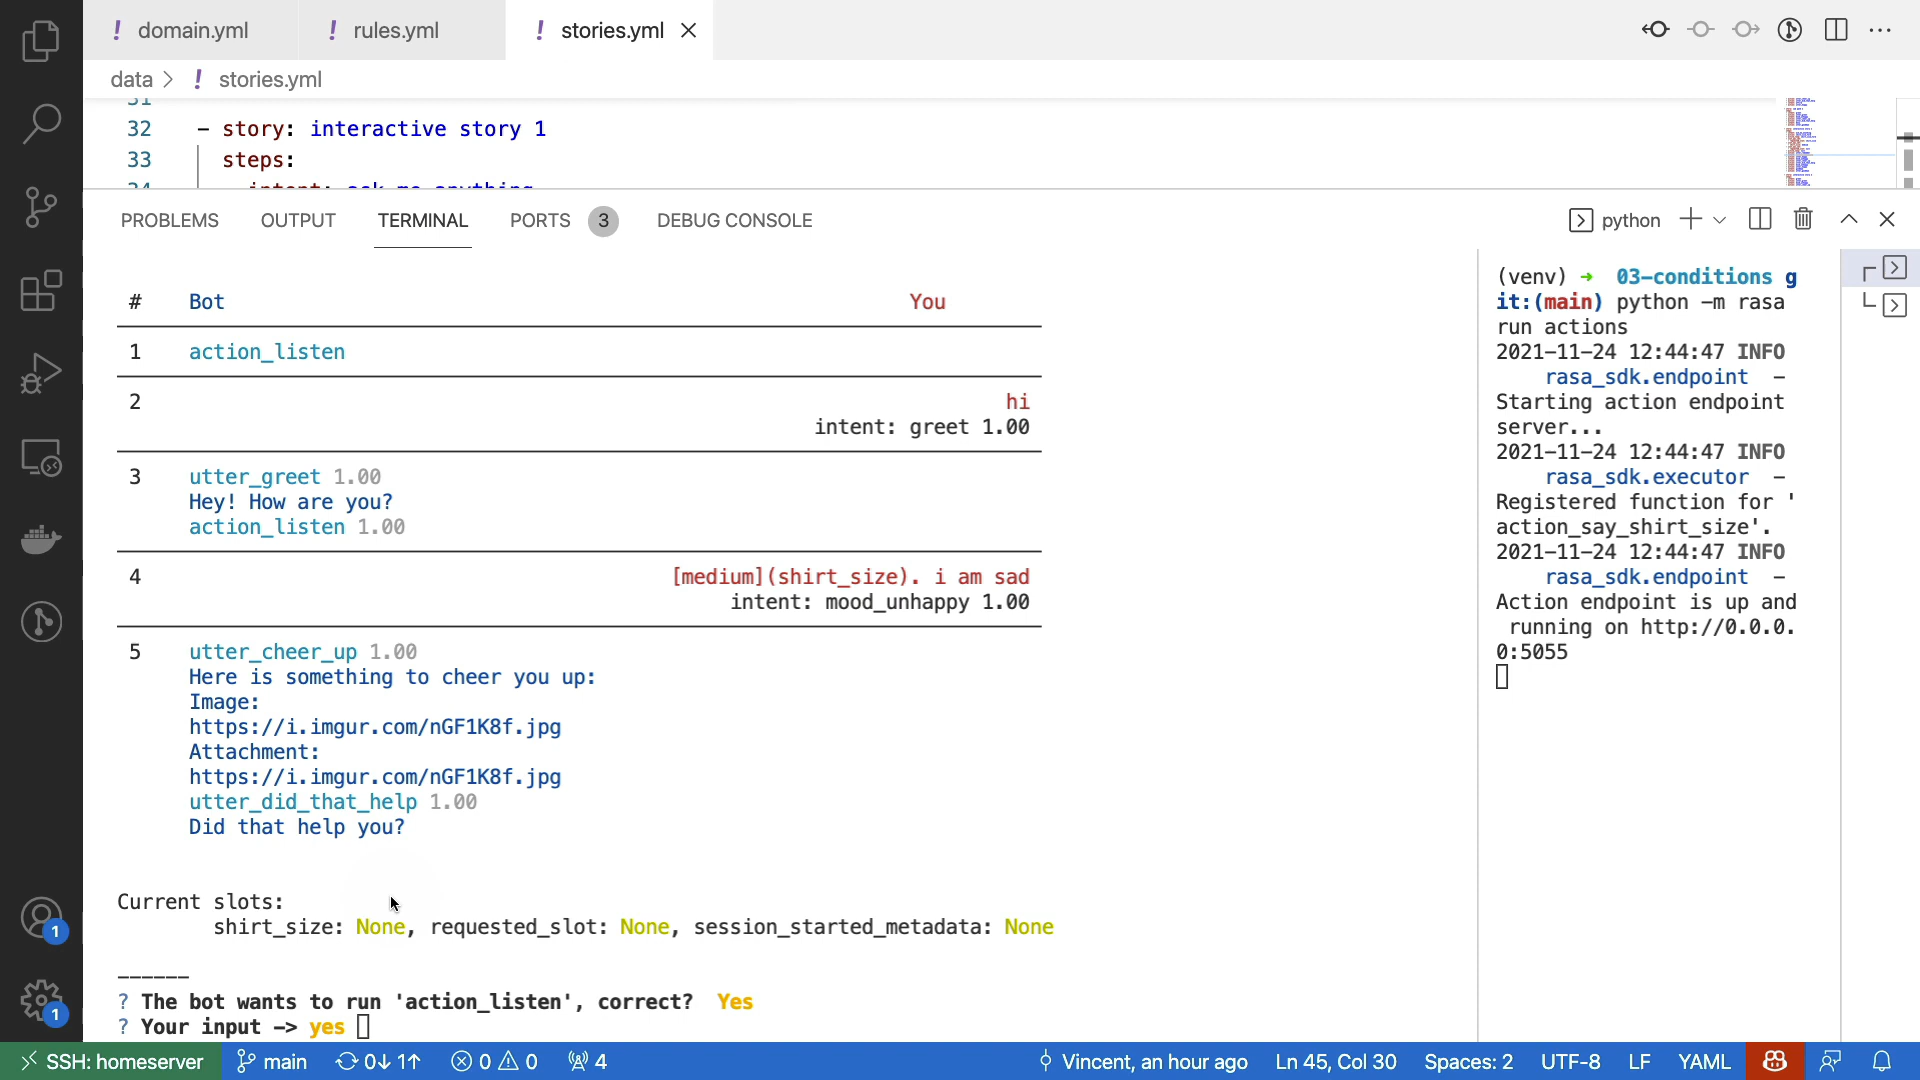 domain.yml
rules.yml
stories.yml
data > stories.yml
31
32 - story: interactive story 1
33 steps:
34 - intent: ask_me_anything
PROBLEMS OUTPUT TERMINAL PORTS 3 DEBUG CONSOLE
python
# Bot You
1 action_listen
2 hi
intent: greet 1.00
3 utter_greet 1.00
Hey! How are you?
action_listen 1.00
4 [medium](shirt_size). i am sad
intent: mood_unhappy 1.00
5 utter_cheer_up 1.00
Here is something to cheer you up:
Image:
https://i.imgur.com/nGF1K8f.jpg
Attachment:
https://i.imgur.com/nGF1K8f.jpg
utter_did_that_help 1.00
Did that help you?
Current slots:
shirt_size: None, requested_slot: None, session_started_metadata: None
------
? The bot wants to run 'action_listen', correct? Yes
? Your input -> yes
(venv) ➜ 03-conditions g
it:(main) python -m rasa
run actions
2021-11-24 12:44:47 INFO
rasa_sdk.endpoint -
Starting action endpoint
server...
2021-11-24 12:44:47 INFO
rasa_sdk.executor -
Registered function for '
action_say_shirt_size'.
2021-11-24 12:44:47 INFO
rasa_sdk.endpoint -
Action endpoint is up and
running on http://0.0.0.
0:5055
1
1
SSH: homeserver main 0↓ 1↑ 0 0 4 Vincent, an hour ago Ln 45, Col 30 Spaces: 2 UTF-8 LF YAML